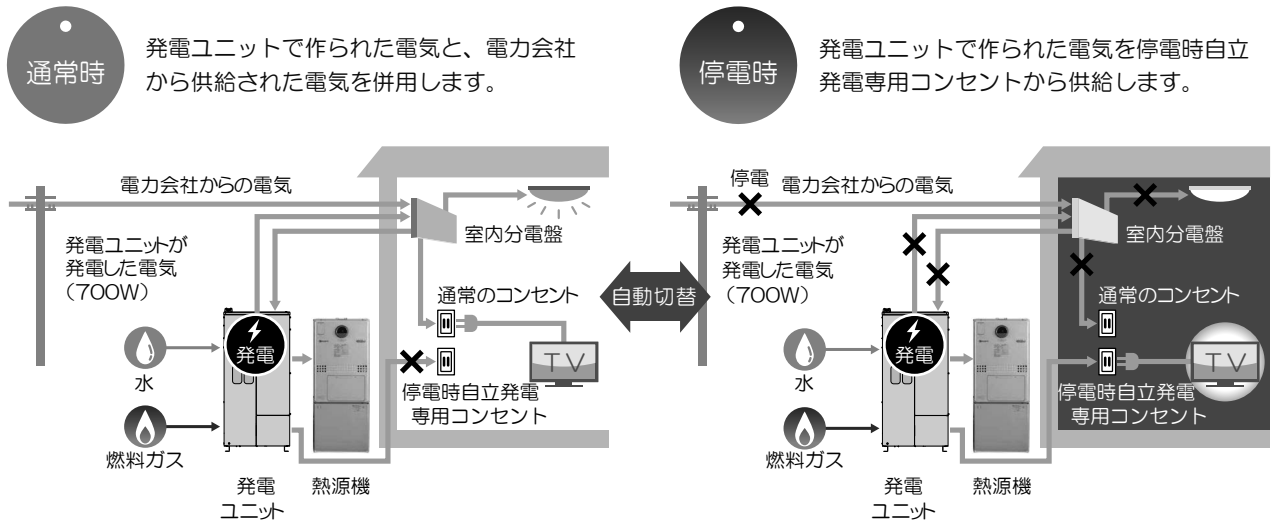 通常時
発電ユニットで作られた電気と、電力会社
から供給された電気を併用します。
電力会社からの電気
発電ユニットが
発電した電気
（700W）
室内分電盤
通常のコンセント
発電
TV
水
停電時自立発電
専用コンセント
燃料ガス
発電
ユニット
熱源機
自動切替
停電時
発電ユニットで作られた電気を停電時自立
発電専用コンセントから供給します。
停電
電力会社からの電気
発電ユニットが
発電した電気
（700W）
室内分電盤
通常のコンセント
発電
TV
水
停電時自立発電
専用コンセント
燃料ガス
発電
ユニット
熱源機